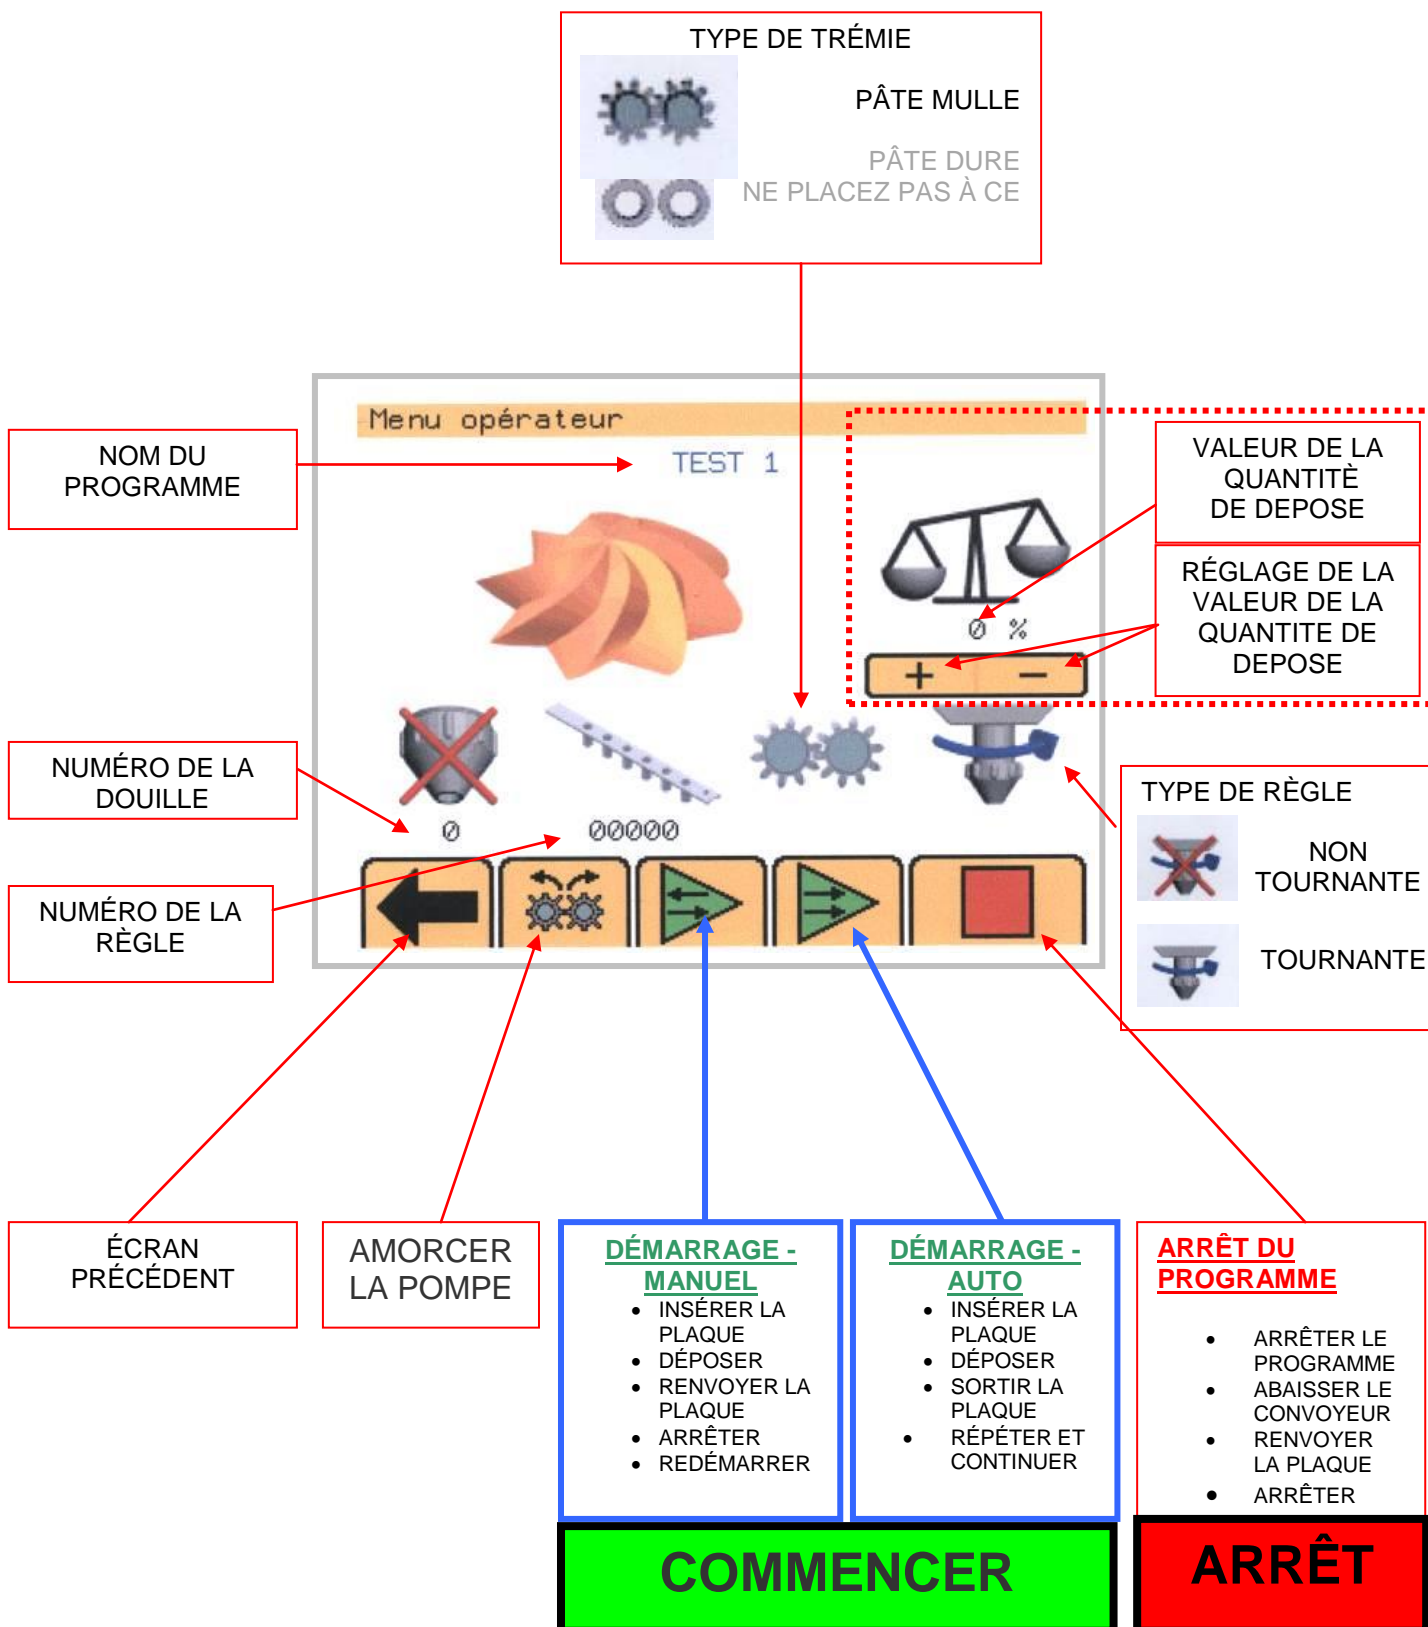 TYPE DE TRÉMIE
PÂTE MULLE
PÂTE DURE
NE PLACEZ PAS À CE
Menu opérateur
TEST 1
NOM DU
PROGRAMME
VALEUR DE LA
QUANTITÈ
DE DEPOSE
RÉGLAGE DE LA
VALEUR DE LA
QUANTITE DE
DEPOSE
0 %
+ −
NUMÉRO DE LA
DOUILLE
0
00000
NUMÉRO DE LA
RÈGLE
TYPE DE RÈGLE
NON
TOURNANTE
TOURNANTE
ÉCRAN
PRÉCÉDENT
AMORCER
LA POMPE
DÉMARRAGE -
MANUEL
• INSÉRER LA
PLAQUE
• DÉPOSER
• RENVOYER LA
PLAQUE
• ARRÊTER
• REDÉMARRER
DÉMARRAGE -
AUTO
• INSÉRER LA
PLAQUE
• DÉPOSER
• SORTIR LA
PLAQUE
• RÉPÉTER ET
CONTINUER
ARRÊT DU
PROGRAMME
• ARRÊTER LE
PROGRAMME
• ABAISSER LE
CONVOYEUR
• RENVOYER
LA PLAQUE
• ARRÊTER
COMMENCER
ARRÊT